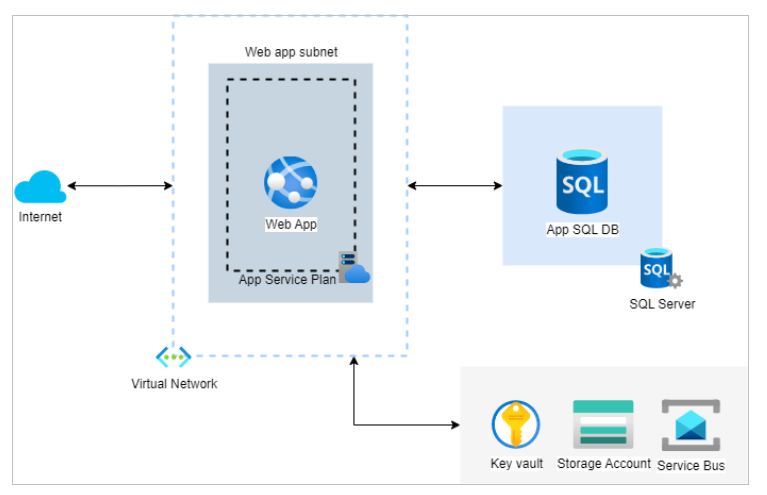 Web app subnet
Internet
Web App
App Service Plan
SQL
App SQL DB
SQL
SQL Server
Virtual Network
Key vault
Storage Account
Service Bus